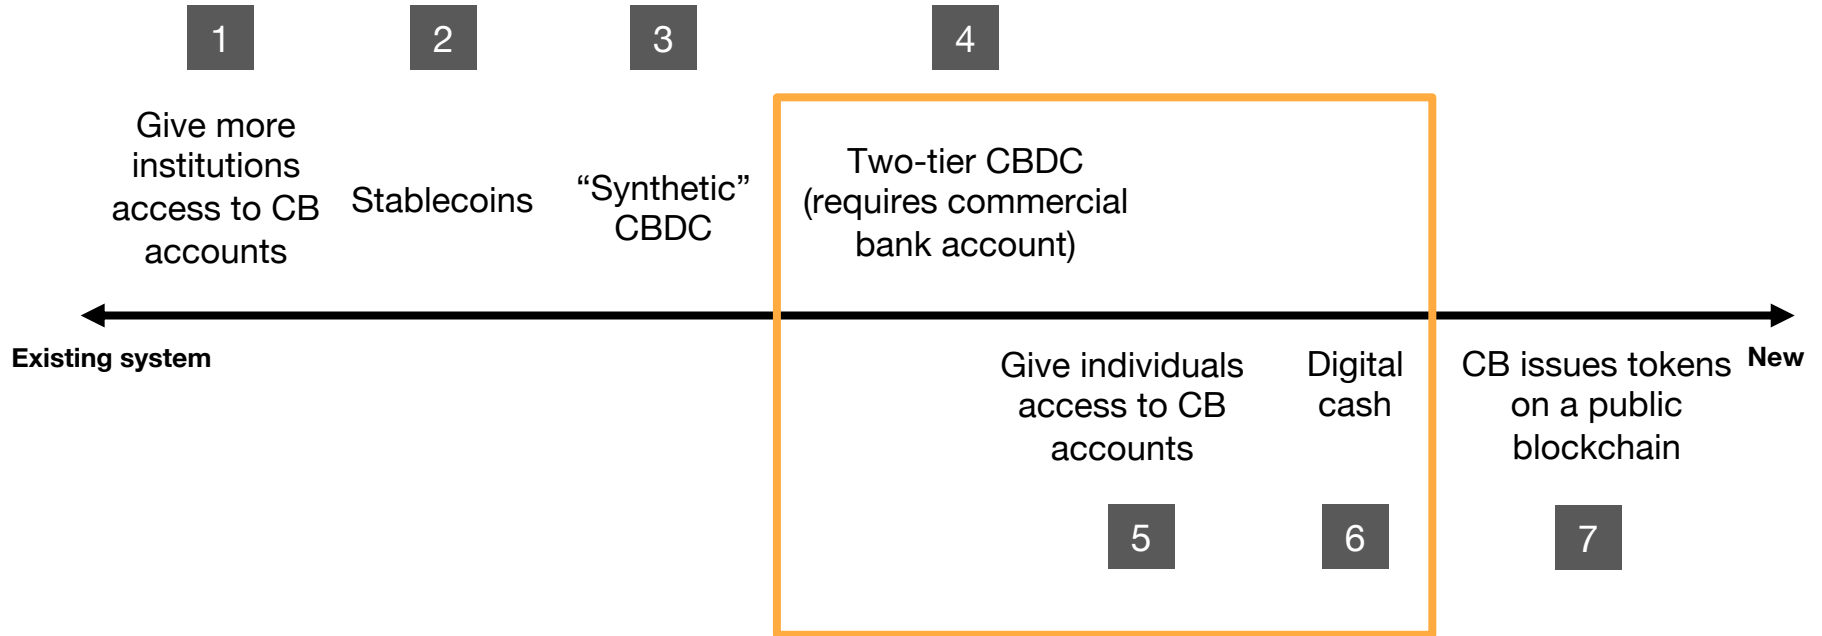 1
2
3
4
Give more
institutions
access to CB
accounts
Stablecoins
“Synthetic”
CBDC
Two-tier CBDC
(requires commercial
bank account)
Existing system
New
Give individuals
access to CB
accounts
Digital
cash
CB issues tokens
on a public
blockchain
5
6
7